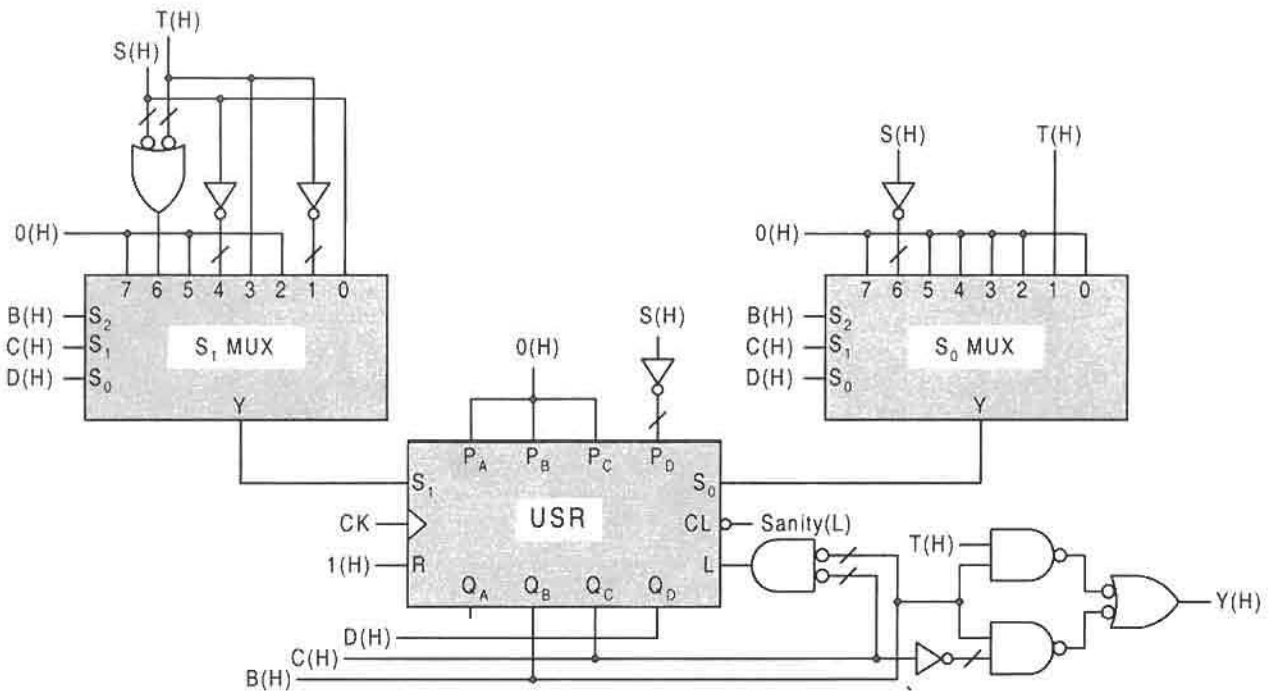 T(H)
S(H)
S(H)
T(H)
0(H)
7 6 5 4 3 2 1 0
0(H)
7 6 5 4 3 2 1 0
B(H) S2
C(H) S1 S1 MUX
D(H) S0
Y
B(H) S2
C(H) S1 S0 MUX
D(H) S0
Y
0(H)
S(H)
PA PB PC PD
S1 S0
CK USR CL Sanity(L)
1(H) R L
QA QB QC QD
T(H)
Y(H)
D(H)
C(H)
B(H)